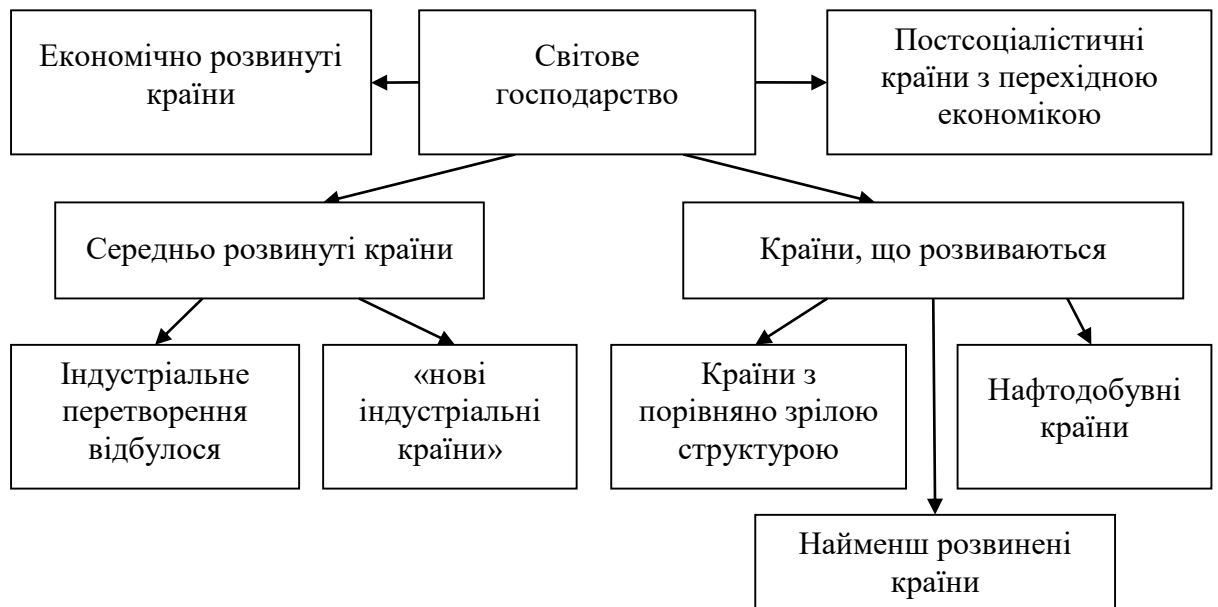 Економічно розвинуті
країни
Світове
господарство
Постсоціалістичні
країни з перехідною
економікою
Середньо розвинуті країни
Країни, що розвиваються
Індустріальне
перетворення
відбулося
«нові
індустріальні
країни»
Країни з
порівняно зрілою
структурою
Нафтодобувні
країни
Найменш розвинені
країни